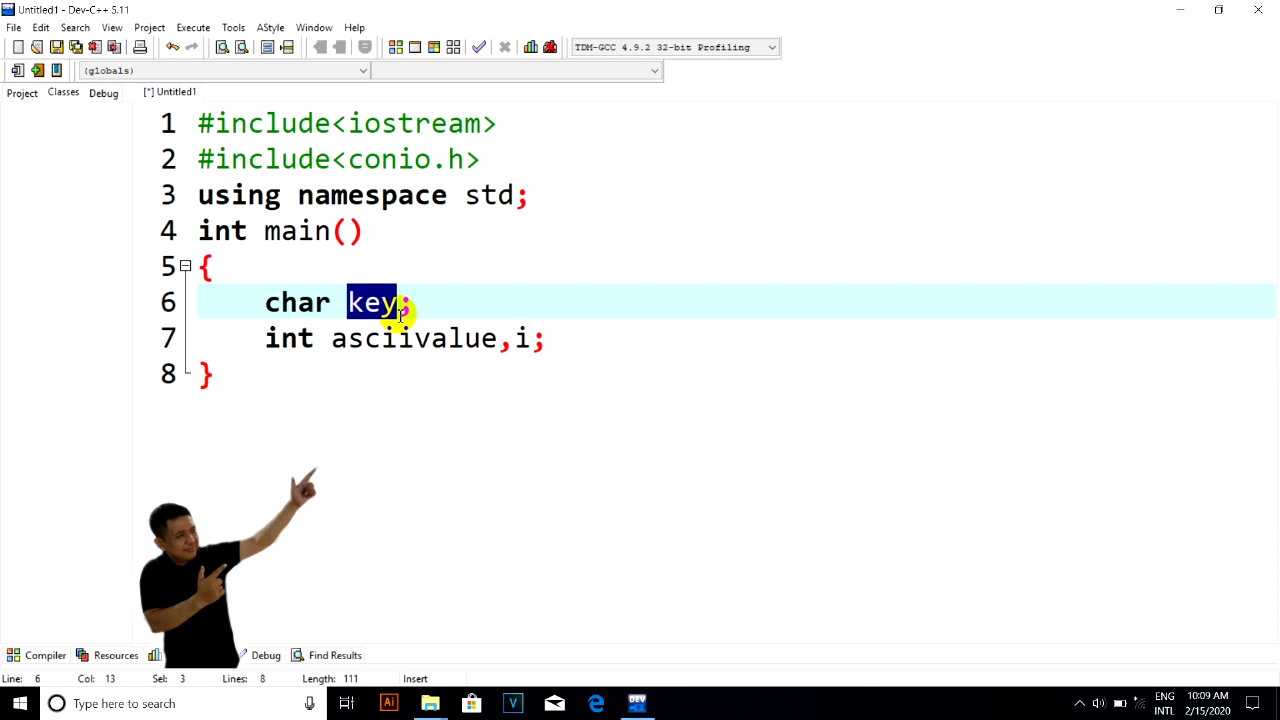 Untitled1 - Dev-C++ 5.11
File Edit Search View Project Execute Tools AStyle Window Help
TDM-GCC 4.9.2 32-bit Profiling
(globals)
Project Classes Debug [*] Untitled1
1 #include<iostream>
2 #include<conio.h>
3 using namespace std;
4 int main()
5 {
6 char key;
7 int asciivalue,i;
8 }
Compiler Resources Debug Find Results
Line: 6 Col: 13 Sel: 3 Lines: 8 Length: 111 Insert
Type here to search
Ai
V
DEV
ENG
INTL
10:09 AM
2/15/2020